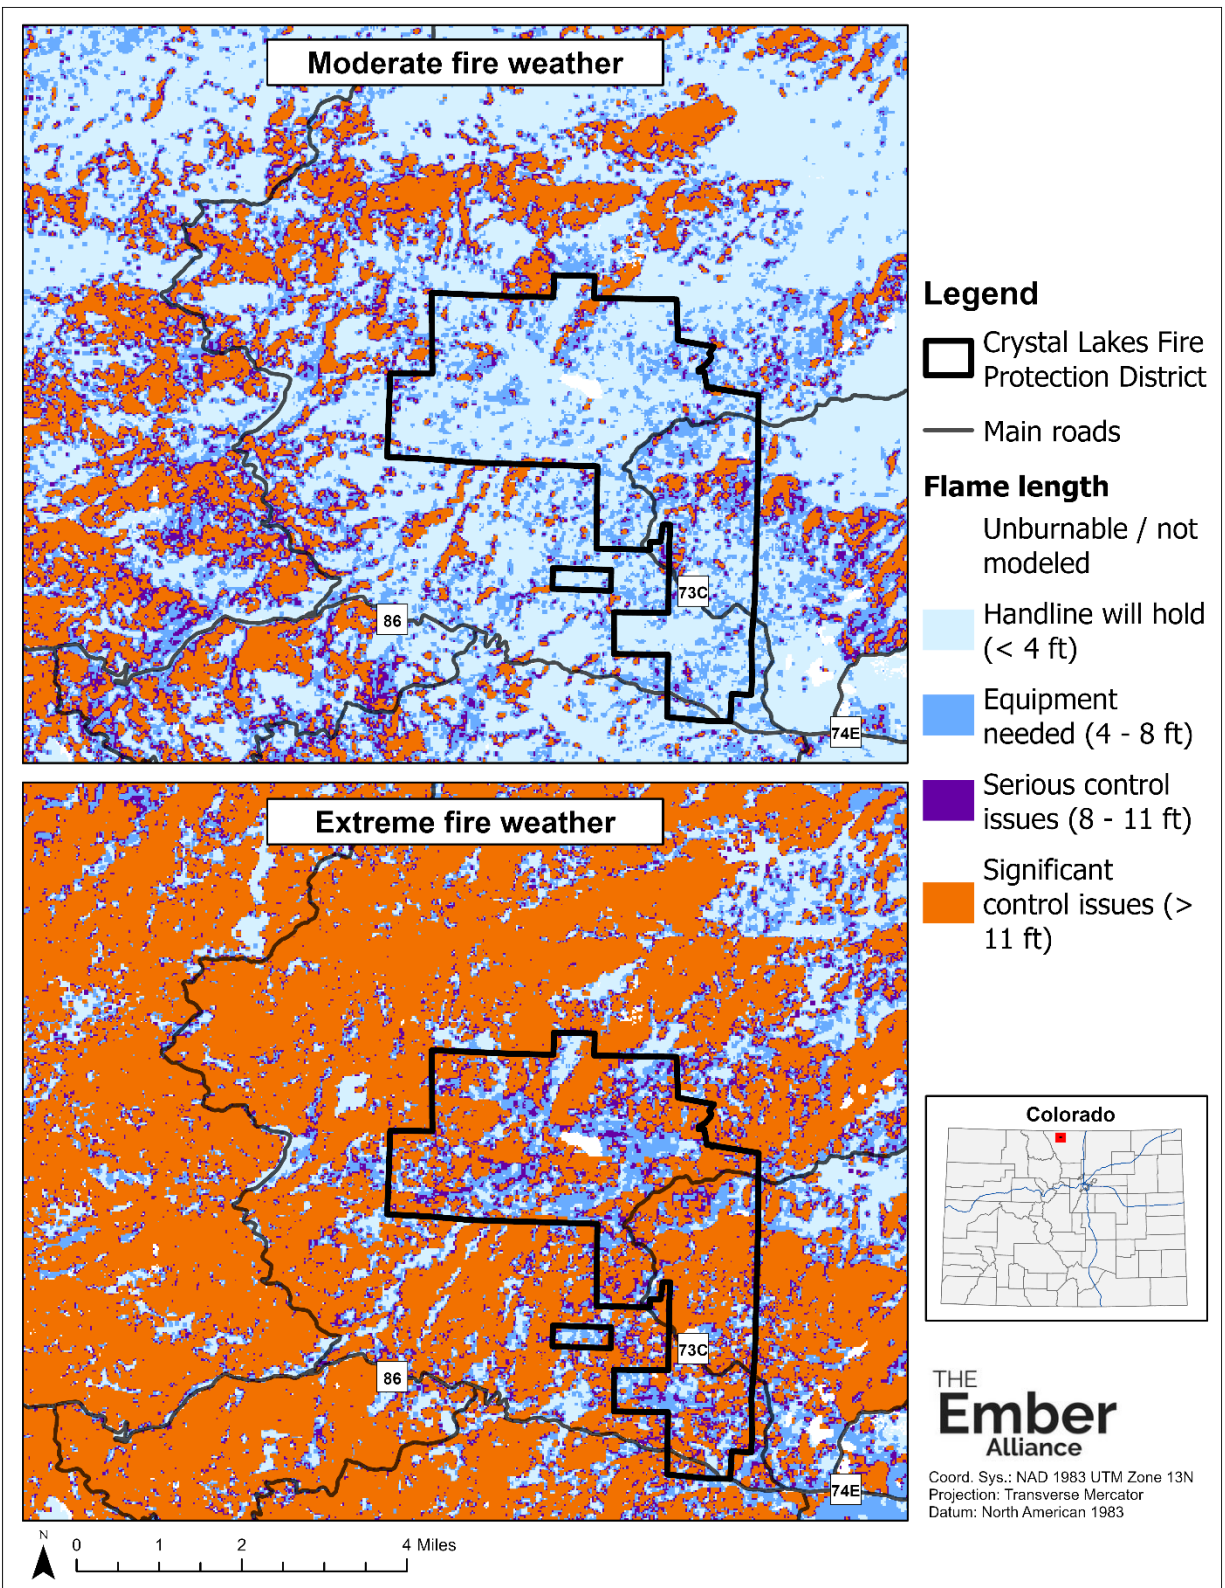 Moderate fire weather
86
73C
74E
Extreme fire weather
86
73C
74E
N
0 1 2 4 Miles
Legend
Crystal Lakes Fire
Protection District
Main roads
Flame length
Unburnable / not
modeled
Handline will hold
(< 4 ft)
Equipment
needed (4 - 8 ft)
Serious control
issues (8 - 11 ft)
Significant
control issues (>
11 ft)
Colorado
THE
Ember
Alliance
Coord. Sys.: NAD 1983 UTM Zone 13N
Projection: Transverse Mercator
Datum: North American 1983